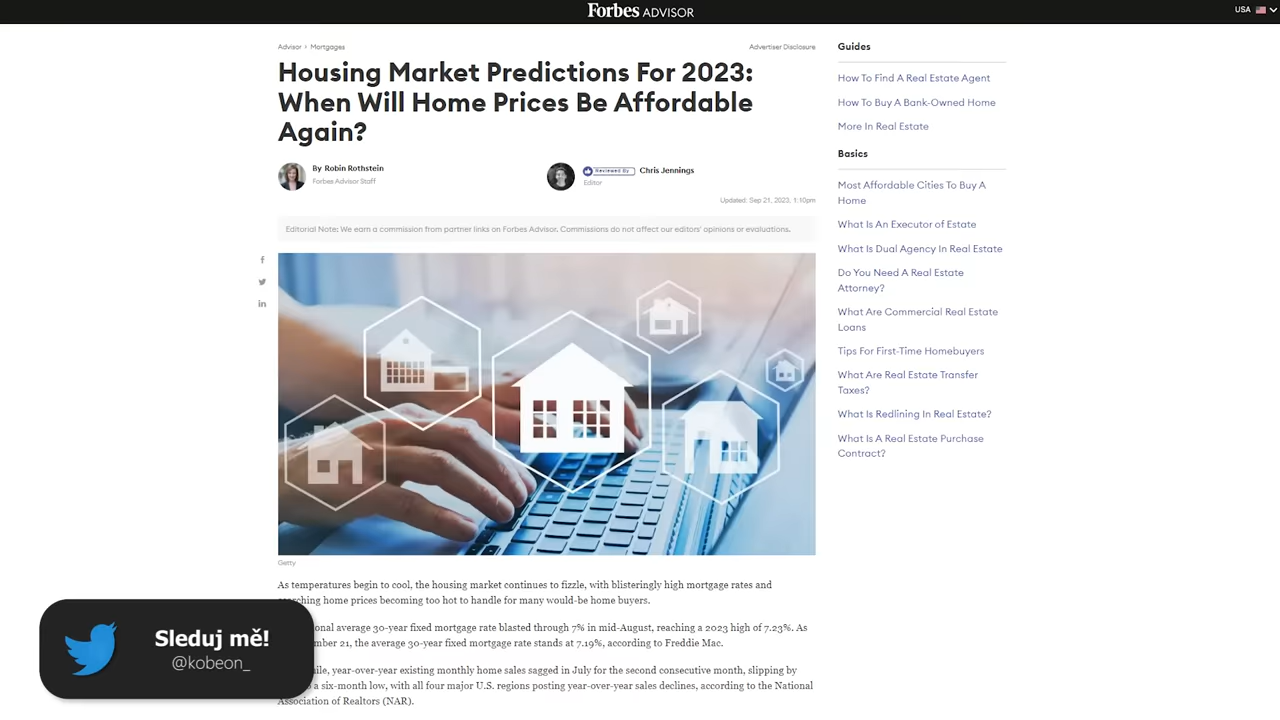 Forbes ADVISOR
USA
Advisor › Mortgages
Advertiser Disclosure
Housing Market Predictions For 2023:
When Will Home Prices Be Affordable
Again?
By Robin Rothstein
Forbes Advisor Staff
Reviewed By
Chris Jennings
Editor
Updated: Sep 21, 2023, 1:10pm
Editorial Note: We earn a commission from partner links on Forbes Advisor. Commissions do not affect our editors' opinions or evaluations.
Getty
As temperatures begin to cool, the housing market continues to fizzle, with blisteringly high mortgage rates and
home prices becoming too hot to handle for many would-be home buyers.
average 30-year fixed mortgage rate blasted through 7% in mid-August, reaching a 2023 high of 7.23%. As
21, the average 30-year fixed mortgage rate stands at 7.19%, according to Freddie Mac.
year-over-year existing monthly home sales sagged in July for the second consecutive month, slipping by
a six-month low, with all four major U.S. regions posting year-over-year sales declines, according to the National
Association of Realtors (NAR).
Sleduj mě!
@kobeon_
Guides
How To Find A Real Estate Agent
How To Buy A Bank-Owned Home
More In Real Estate
Basics
Most Affordable Cities To Buy A
Home
What Is An Executor of Estate
What Is Dual Agency In Real Estate
Do You Need A Real Estate
Attorney?
What Are Commercial Real Estate
Loans
Tips For First-Time Homebuyers
What Are Real Estate Transfer
Taxes?
What Is Redlining In Real Estate?
What Is A Real Estate Purchase
Contract?